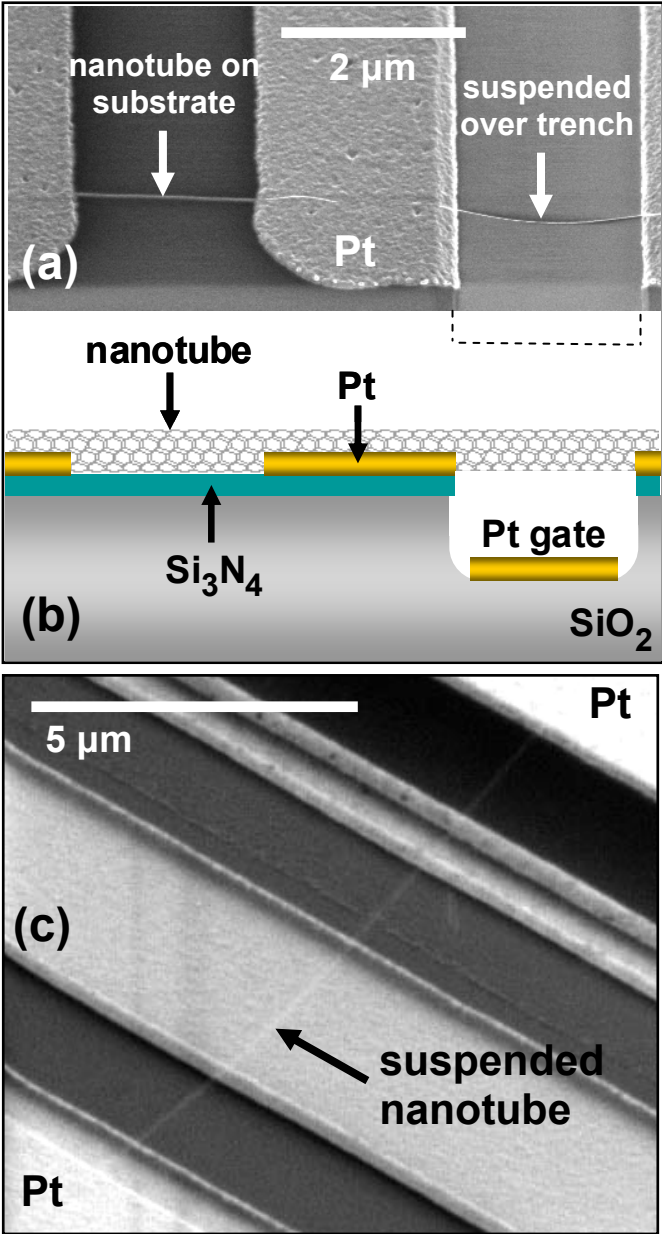 2 µm
nanotube on
substrate
suspended
over trench
Pt
(a)
nanotube
Pt
Pt gate
Si₃N₄
(b)
SiO₂
Pt
5 µm
(c)
suspended
nanotube
Pt